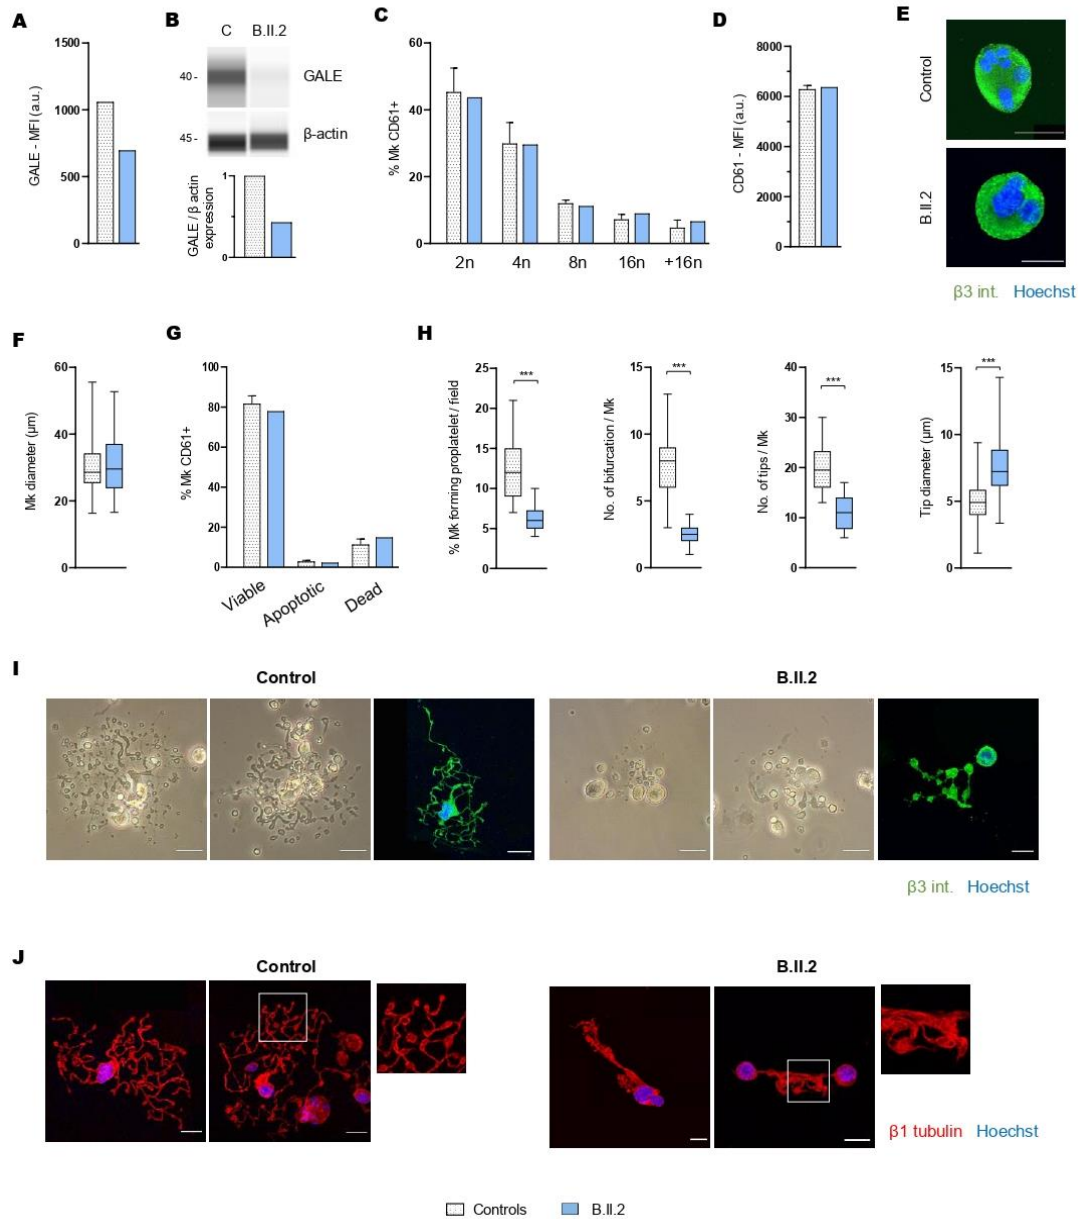 A
GALE - MFI (a.u.)
1500
1000
500
0
B
C B.II.2
40 -
GALE
45 -
β-actin
GALE / β actin
expression
1
0
C
% Mk CD61+
60
40
20
0
2n 4n 8n 16n +16n
D
CD61 - MFI (a.u.)
8000
6000
4000
2000
0
E
Control
B.II.2
β3 int. Hoechst
F
Mk diameter (μm)
60
40
20
0
G
% Mk CD61+
100
80
60
40
20
0
Viable
Apoptotic
Dead
H
% Mk forming proplatelet / field
25
20
15
10
5
0
***
No. of bifurcation / Mk
15
10
5
0
***
No. of tips / Mk
40
30
20
10
0
***
Tip diameter (μm)
15
10
5
0
***
I
Control
B.II.2
β3 int. Hoechst
J
Control
B.II.2
β1 tubulin Hoechst
Controls B.II.2